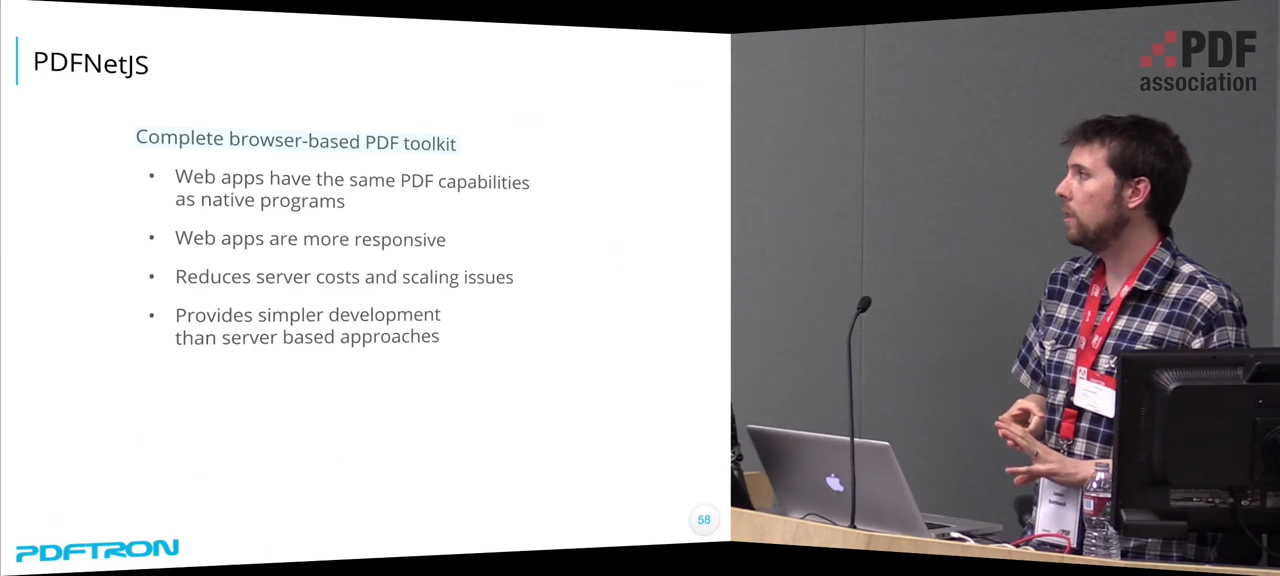 PDFNetJS
Complete browser-based PDF toolkit
• Web apps have the same PDF capabilities
as native programs
• Web apps are more responsive
• Reduces server costs and scaling issues
• Provides simpler development
than server based approaches
58
PDFTRON
PDF
association